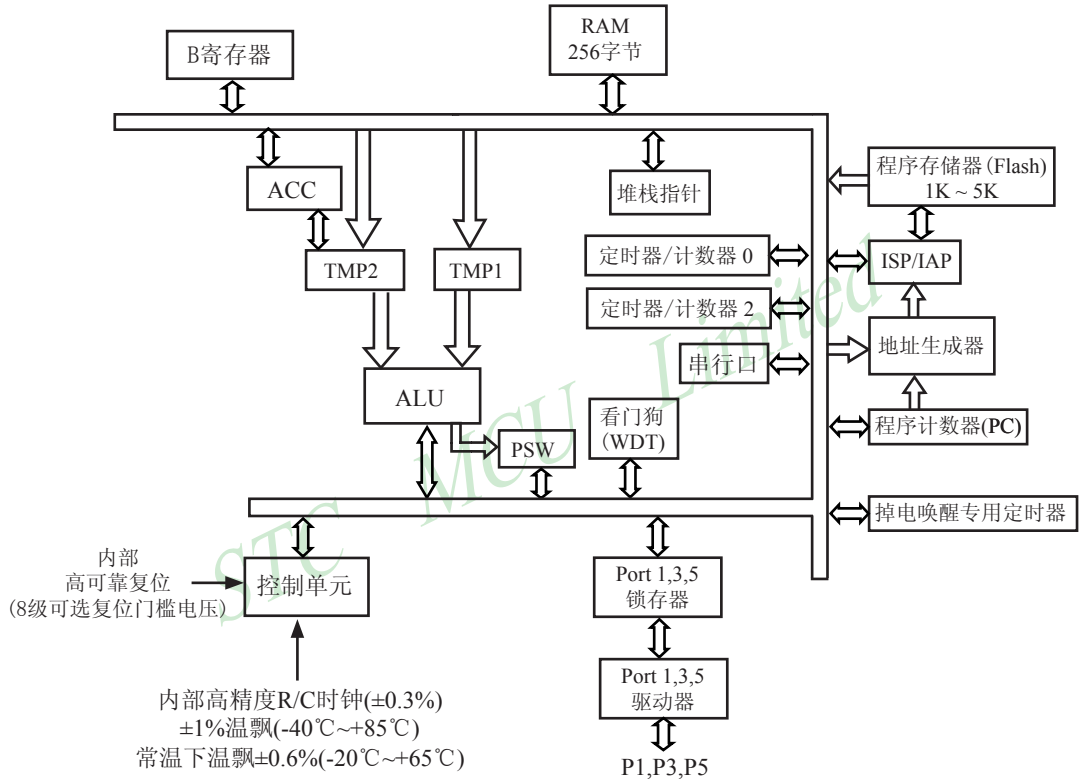 B寄存器
RAM
256字节
ACC
堆栈指针
程序存储器(Flash)
1K ~ 5K
TMP2
TMP1
定时器/计数器 0
ISP/IAP
定时器/计数器 2
地址生成器
串行口
ALU
看门狗
(WDT)
程序计数器(PC)
PSW
掉电唤醒专用定时器
STC MCU Limited
内部
高可靠复位
(8级可选复位门槛电压)
控制单元
Port 1,3,5
锁存器
Port 1,3,5
驱动器
内部高精度R/C时钟(±0.3%)
±1%温飘(-40℃~+85℃)
常温下温飘±0.6%(-20℃~+65℃)
P1,P3,P5